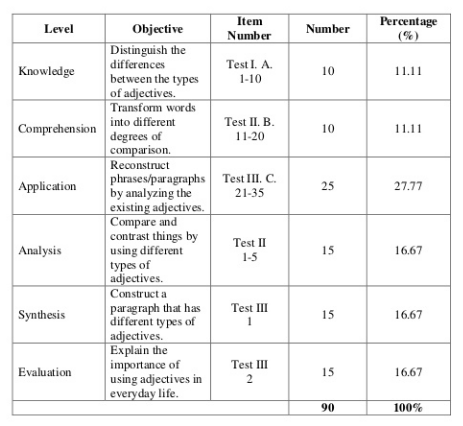 Level Objective Item Number Number Percentage (%)
Knowledge
Distinguish the
differences
between the types
of adjectives.
Test I. A.
1-10
10
11.11
Comprehension
Transform words
into different
degrees of
comparison.
Test II. B.
11-20
10
11.11
Application
Reconstruct
phrases/paragraphs
by analyzing the
existing adjectives.
Test III. C.
21-35
25
27.77
Analysis
Compare and
contrast things by
using different
types of
adjectives.
Test II
1-5
15
16.67
Synthesis
Construct a
paragraph that has
different types of
adjectives.
Test III
1
15
16.67
Evaluation
Explain the
importance of
using adjectives in
everyday life.
Test III
2
15
16.67
90
100%